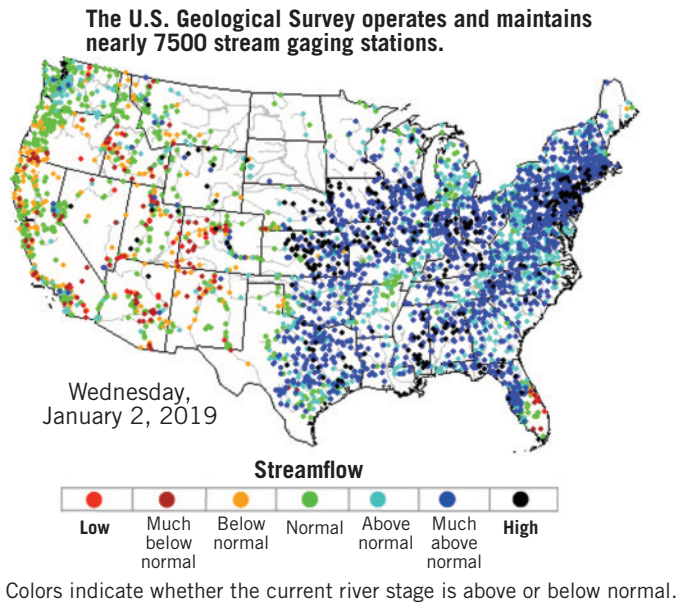 The U.S. Geological Survey operates and maintains
nearly 7500 stream gaging stations.
Wednesday,
January 2, 2019
Streamflow
Low
Much
below
normal
Below
normal
Normal
Above
normal
Much
above
normal
High
Colors indicate whether the current river stage is above or below normal.